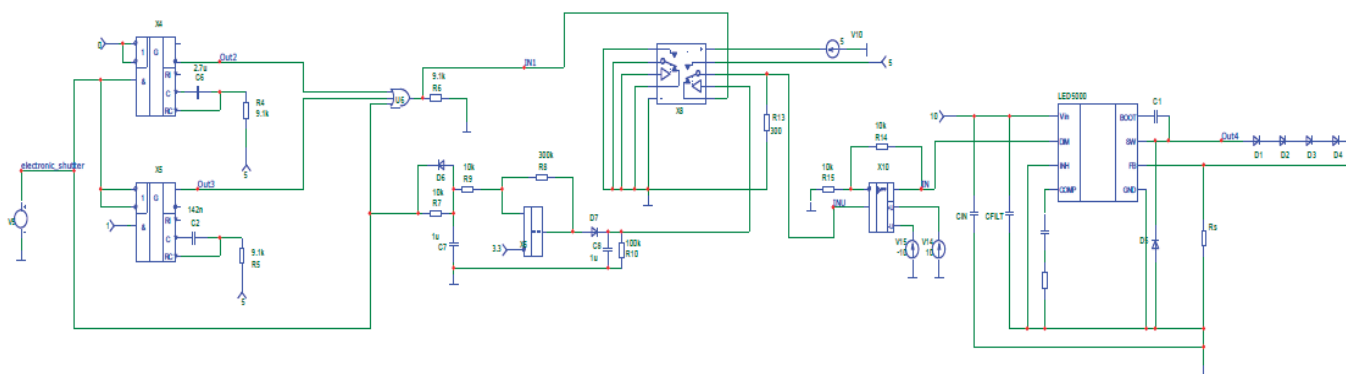 X4
0
1
G
RI
&
C
RC
Out2
2.7u
C6
R4
9.1k
5
electronic_shutter
X5
1
G
RI
&
C
RC
1
Out3
142n
C2
9.1k
R5
5
U6
9.1k
R6
IN1
D6
10k
R7
10k
R9
1u
C7
300k
R8
3.3
D7
C8
1u
100k
R10
X8
5
V10
5
R13
300
10k
R15
10k
R14
X10
INU
IN
V15
-10
V14
10
10
LED5000
Vin
DIM
INH
COMP
BOOT
SW
FB
GND
C1
Out4
D1
D2
D3
D4
CIN
CFILT
Rs